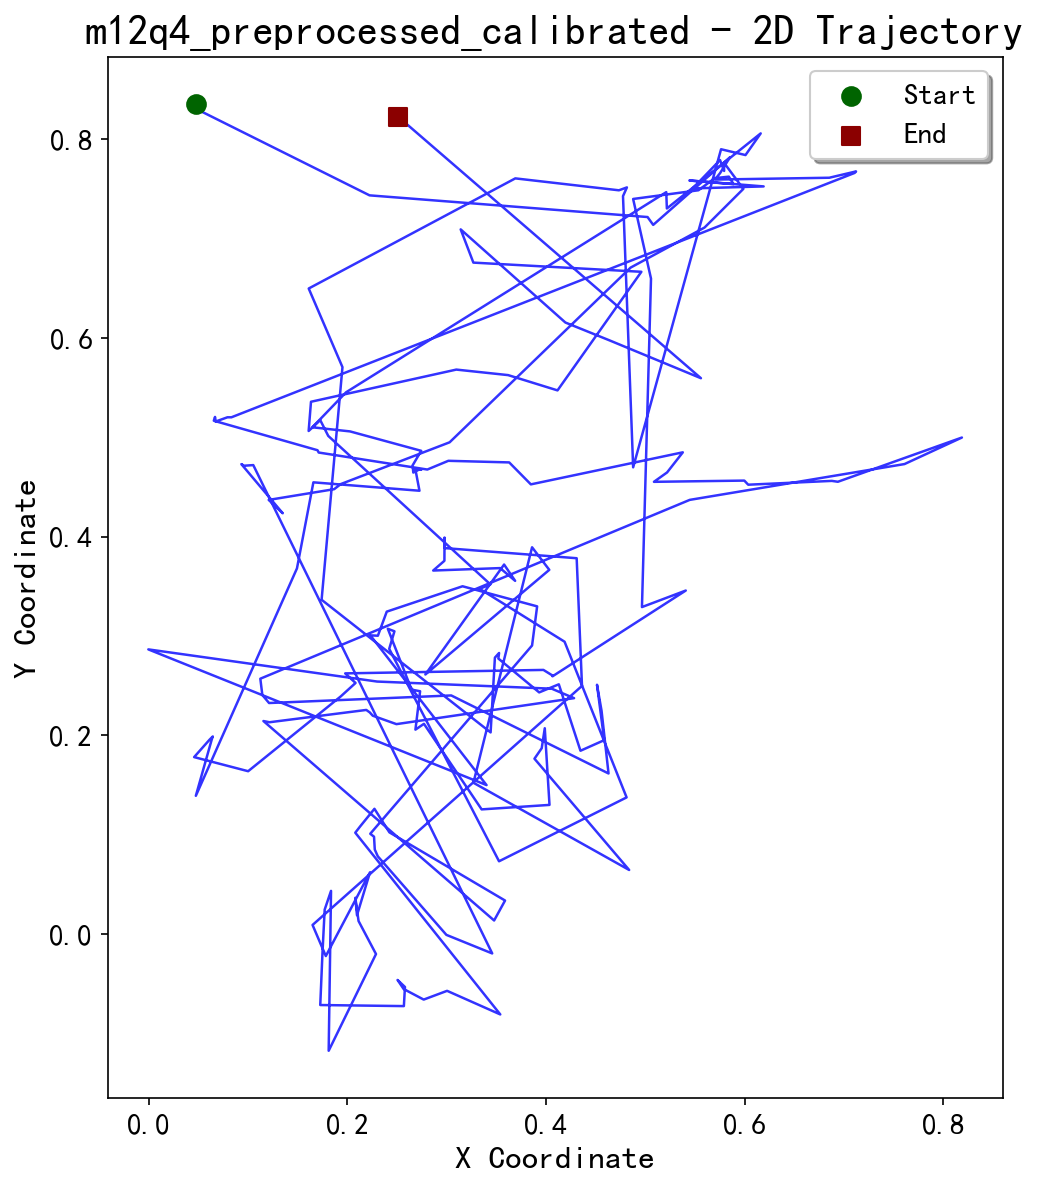 m12q4_preprocessed_calibrated - 2D Trajectory
Start
End
Y Coordinate
0.8
0.6
0.4
0.2
0.0
0.0 0.2 0.4 0.6 0.8
X Coordinate